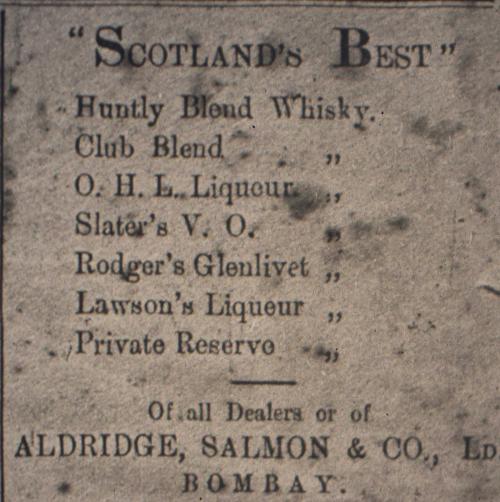 "SCOTLAND'S BEST"
Huntly Blend Whisky.
Club Blend „
O. H. L. Liqueur „
Slater's V. O. „
Rodger's Glenlivet „
Lawson's Liqueur „
Private Reserve „
Of all Dealers or of
ALDRIDGE, SALMON & CO., LD
BOMBAY.